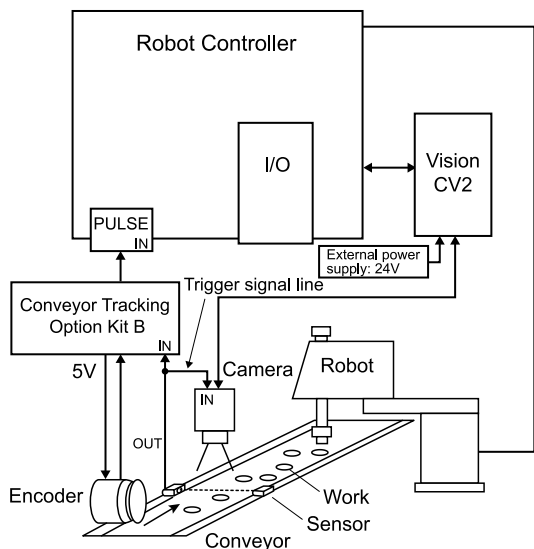 Robot Controller
I/O
Vision
CV2
PULSE
IN
External power
supply: 24V
Trigger signal line
Conveyor Tracking
Option Kit B
IN
5V
Camera
IN
Robot
OUT
Encoder
Work
Sensor
Conveyor